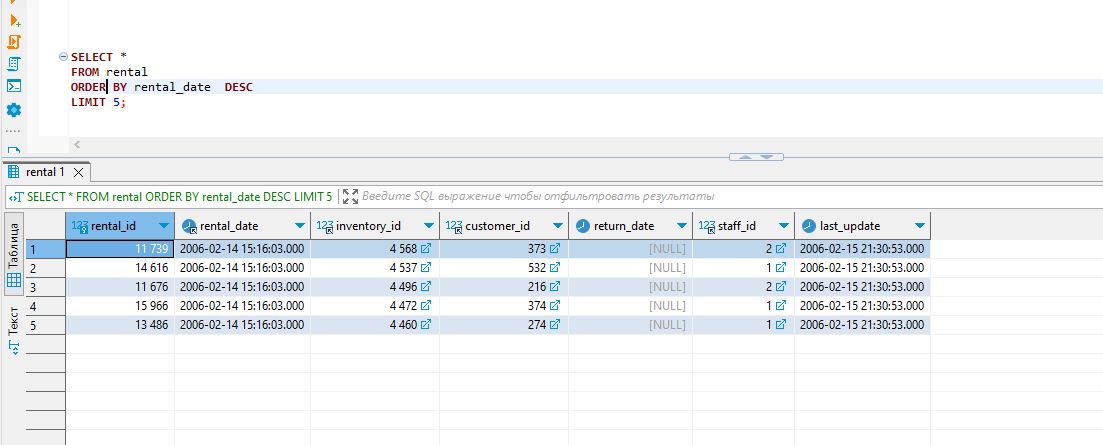 SELECT *
FROM rental
ORDER BY rental_date  DESC
LIMIT 5;
rental 1
SELECT * FROM rental ORDER BY rental_date DESC LIMIT 5 Введите SQL выражение чтобы отфильтровать результаты
Таблица
Текст
123 rental_id rental_date 123 inventory_id 123 customer_id return_date 123 staff_id last_update
1 11 739 2006-02-14 15:16:03.000 4 568 373 [NULL] 2 2006-02-15 21:30:53.000
2 14 616 2006-02-14 15:16:03.000 4 537 532 [NULL] 1 2006-02-15 21:30:53.000
3 11 676 2006-02-14 15:16:03.000 4 496 216 [NULL] 2 2006-02-15 21:30:53.000
4 15 966 2006-02-14 15:16:03.000 4 472 374 [NULL] 1 2006-02-15 21:30:53.000
5 13 486 2006-02-14 15:16:03.000 4 460 274 [NULL] 1 2006-02-15 21:30:53.000